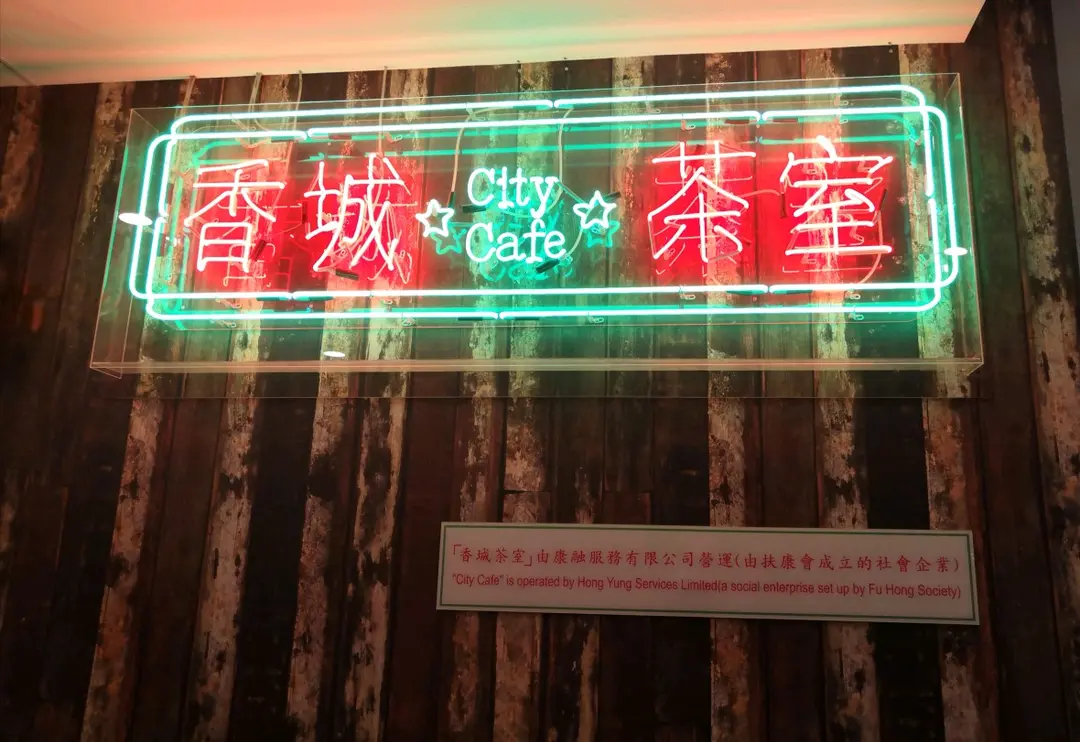 香城 City Cafe 茶室
「香城茶室」由康融服務有限公司營運(由扶康會成立的社會企業)
"City Cafe" is operated by Hong Yung Services Limited(a social enterprise set up by Fu Hong Society)